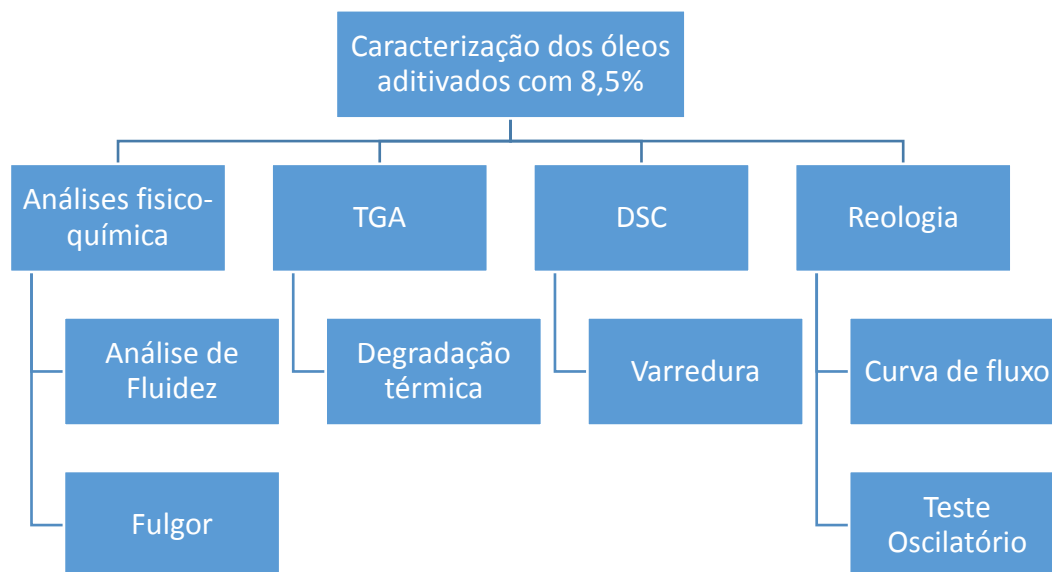 Caracterização dos óleos
aditivados com 8,5%
Análises fisico-
química
TGA
DSC
Reologia
Análise de
Fluidez
Degradação
térmica
Varredura
Curva de fluxo
Fulgor
Teste
Oscilatório